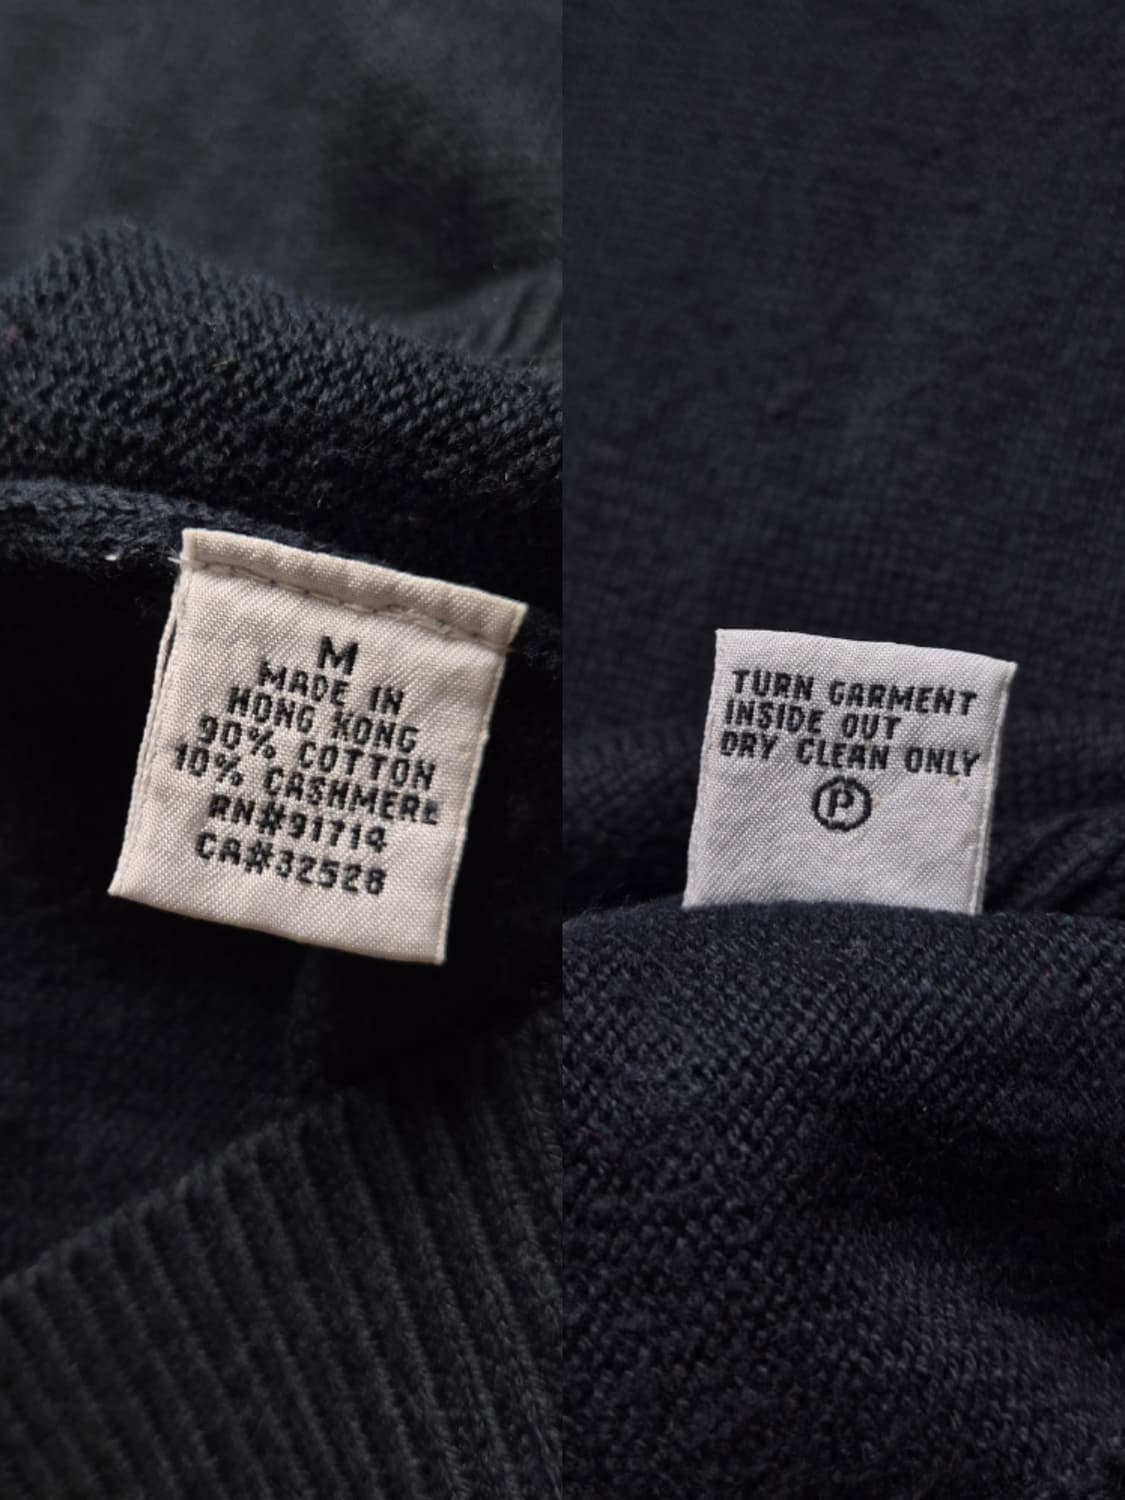 M
MADE IN
HONG KONG
90% COTTON
10% CASHMERE
RN#91714
CA#32528
TURN GARMENT
INSIDE OUT
DRY CLEAN ONLY
P